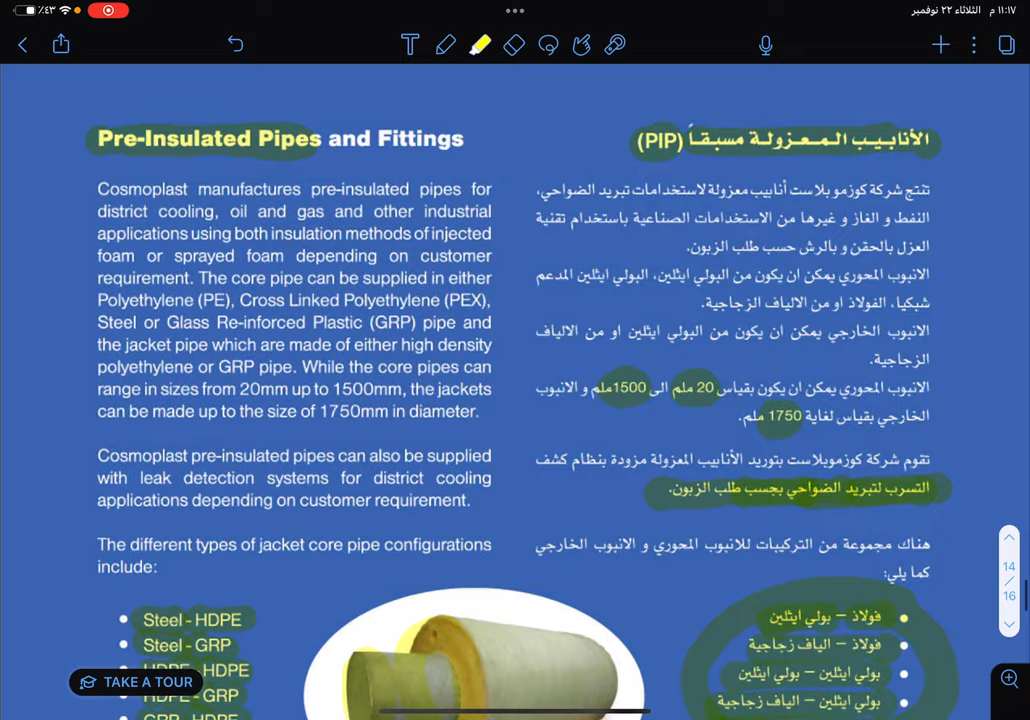 ٪٤٣
١١:١٧ م الثلاثاء ٢٢ نوفمبر
Pre-Insulated Pipes and Fittings
Cosmoplast manufactures pre-insulated pipes for
district cooling, oil and gas and other industrial
applications using both insulation methods of injected
foam or sprayed foam depending on customer
requirement. The core pipe can be supplied in either
Polyethylene (PE), Cross Linked Polyethylene (PEX),
Steel or Glass Re-inforced Plastic (GRP) pipe and
the jacket pipe which are made of either high density
polyethylene or GRP pipe. While the core pipes can
range in sizes from 20mm up to 1500mm, the jackets
can be made up to the size of 1750mm in diameter.
Cosmoplast pre-insulated pipes can also be supplied
with leak detection systems for district cooling
applications depending on customer requirement.
The different types of jacket core pipe configurations
include:
• Steel - HDPE
• Steel - GRP
HDPE - HDPE
HDPE - GRP
GRP - HDPE
TAKE A TOUR
الأنابيب المعزولة مسبقاً (PIP)
تنتج شركة كوزمو بلاست أنابيب معزولة لاستخدامات تبريد الضواحي،
النفط و الغاز و غيرها من الاستخدامات الصناعية باستخدام تقنية
العزل بالحقن و بالرش حسب طلب الزبون.
الانبوب المحوري يمكن ان يكون من البولي ايثلين، البولي ايثلين المدعم
شبكيا، الفولاذ او من الالياف الزجاجية.
الانبوب الخارجي يمكن ان يكون من البولي ايثلين او من الالياف
الزجاجية.
الانبوب المحوري يمكن ان يكون بقياس 20 ملم الى 1500ملم و الانبوب
الخارجي بقياس لغاية 1750 ملم.
تقوم شركة كوزموبلاست بتوريد الأنابيب المعزولة مزودة بنظام كشف
التسرب لتبريد الضواحي بجسب طلب الزبون.
هناك مجموعة من التركيبات للانبوب المحوري و الانبوب الخارجي
كما يلي:
• فولاذ – بولي ايثلين
• فولاذ – الياف زجاجية
• بولي ايثلين – بولي ايثلين
• بولي ايثلين – الياف زجاجية
14
/
16